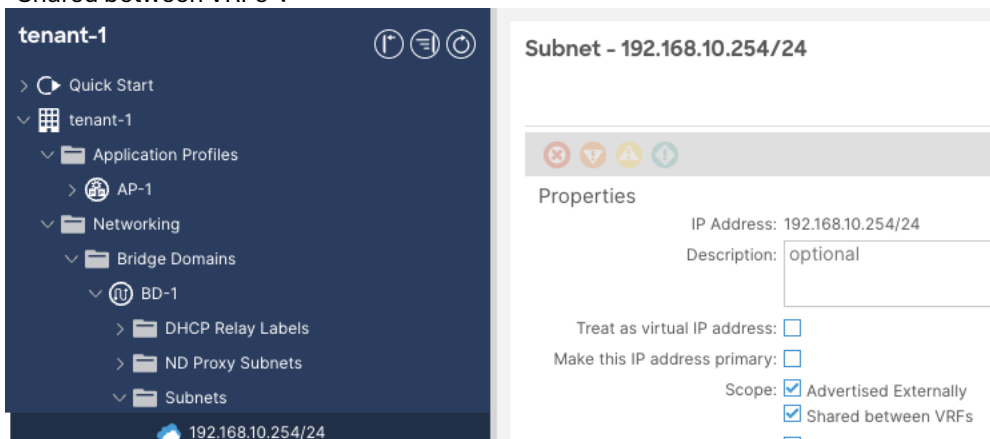 Shared between VRFs
tenant-1
Quick Start
tenant-1
Application Profiles
AP-1
Networking
Bridge Domains
BD-1
DHCP Relay Labels
ND Proxy Subnets
Subnets
192.168.10.254/24
Subnet - 192.168.10.254/24
Properties
IP Address: 192.168.10.254/24
Description: optional
Treat as virtual IP address:
Make this IP address primary:
Scope: Advertised Externally
Shared between VRFs